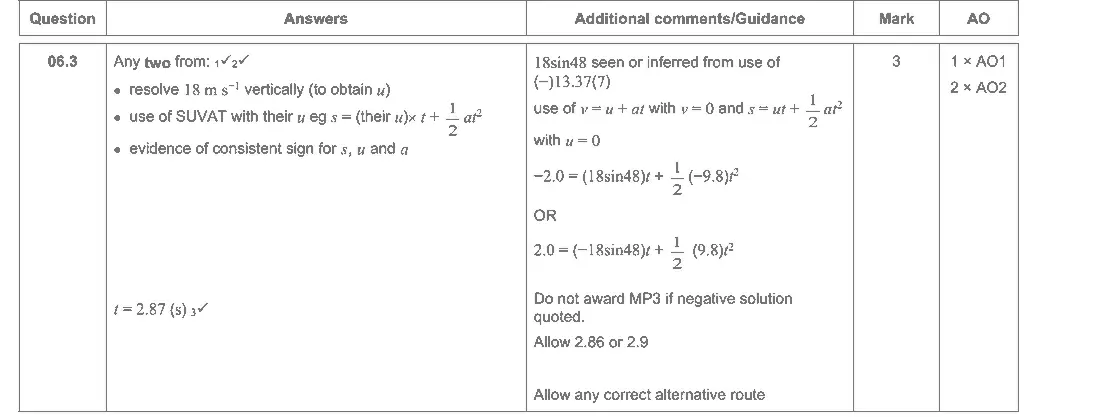 Question Answers Additional comments/Guidance Mark AO
06.3 Any two from: 1✓2✓ 18sin48 seen or inferred from use of 3 1 × AO1
(−)13.37(7) 2 × AO2
• resolve 18 m s⁻¹ vertically (to obtain u)
• use of SUVAT with their u eg s = (their u)× t + 1/2 at²
• evidence of consistent sign for s, u and a
use of v = u + at with v = 0 and s = ut + 1/2 at²
with u = 0
−2.0 = (18sin48)t + 1/2 (−9.8)t²
OR
2.0 = (−18sin48)t + 1/2 (9.8)t²
t = 2.87 (s) 3✓
Do not award MP3 if negative solution
quoted.
Allow 2.86 or 2.9
Allow any correct alternative route